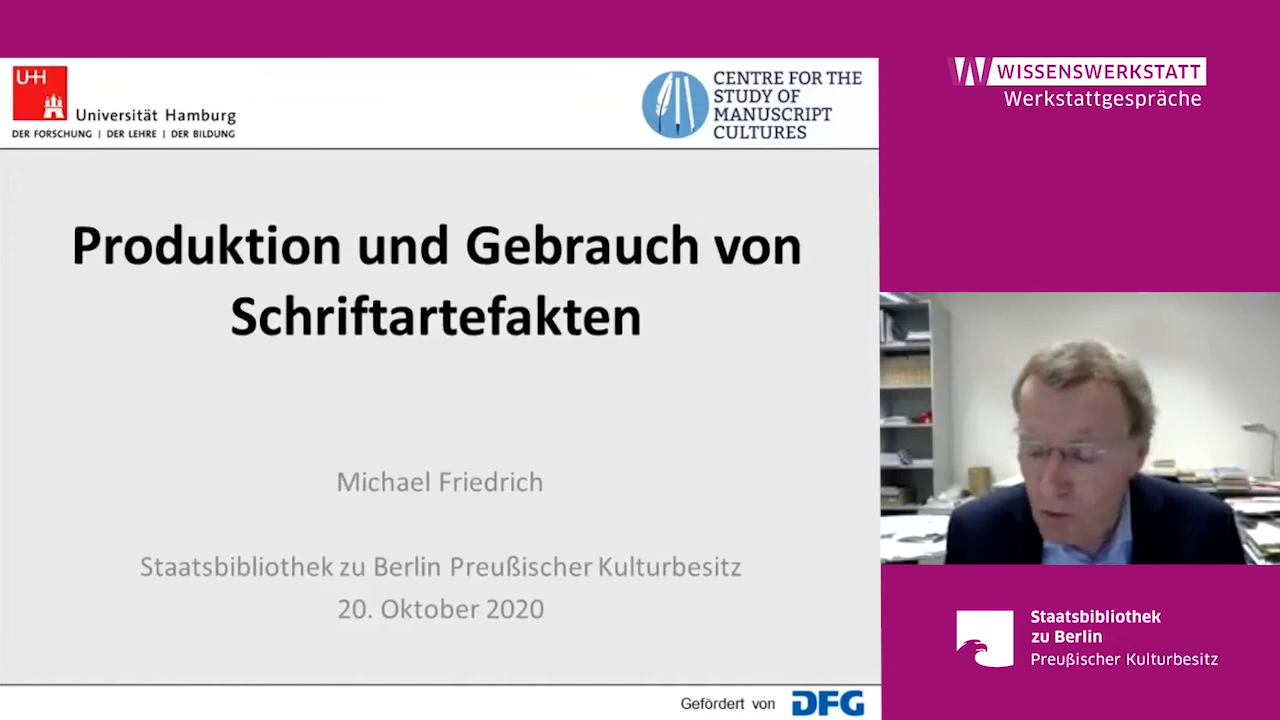 UHH
Universität Hamburg
DER FORSCHUNG | DER LEHRE | DER BILDUNG
CENTRE FOR THE
STUDY OF
MANUSCRIPT
CULTURES
Produktion und Gebrauch von
Schriftartefakten
Michael Friedrich
Staatsbibliothek zu Berlin Preußischer Kulturbesitz
20. Oktober 2020
Gefördert von DFG
W WISSENSWERKSTATT
Werkstattgespräche
Staatsbibliothek
zu Berlin
Preußischer Kulturbesitz